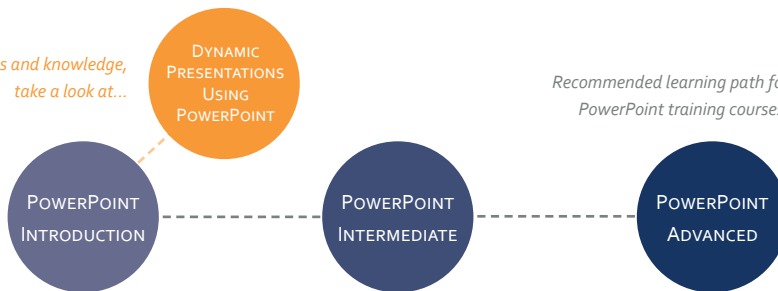 s and knowledge,
take a look at...
DYNAMIC
PRESENTATIONS
USING
POWERPOINT
Recommended learning path fo
PowerPoint training course
POWERPOINT
INTRODUCTION
POWERPOINT
INTERMEDIATE
POWERPOINT
ADVANCED